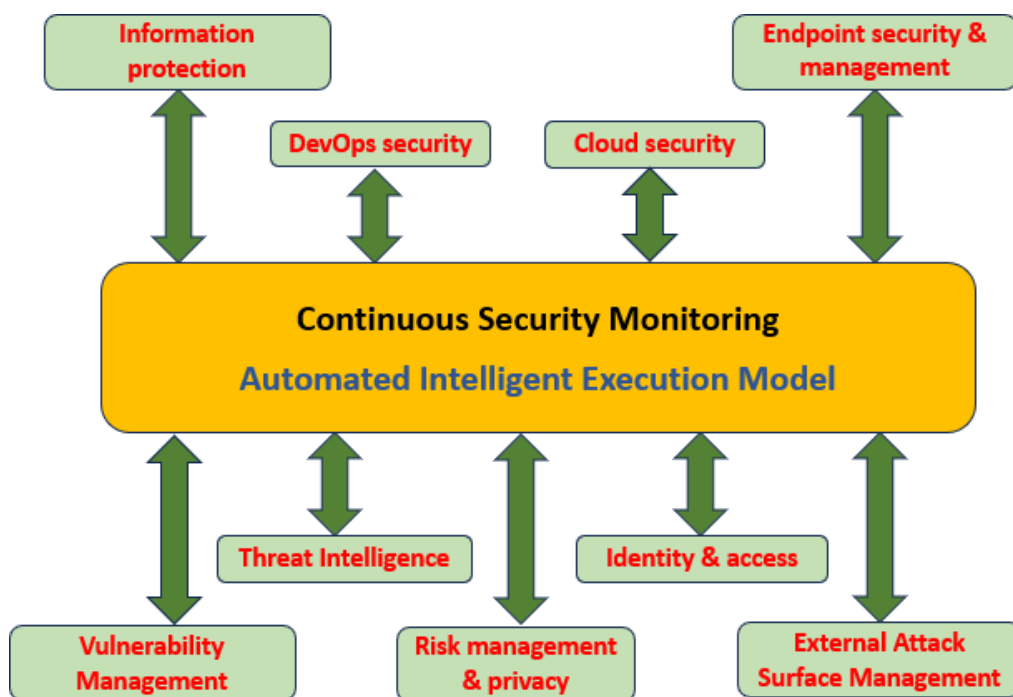 Information
protection
Endpoint security &
management
DevOps security
Cloud security
Continuous Security Monitoring
Automated Intelligent Execution Model
Threat Intelligence
Identity & access
Vulnerability
Management
Risk management
& privacy
External Attack
Surface Management